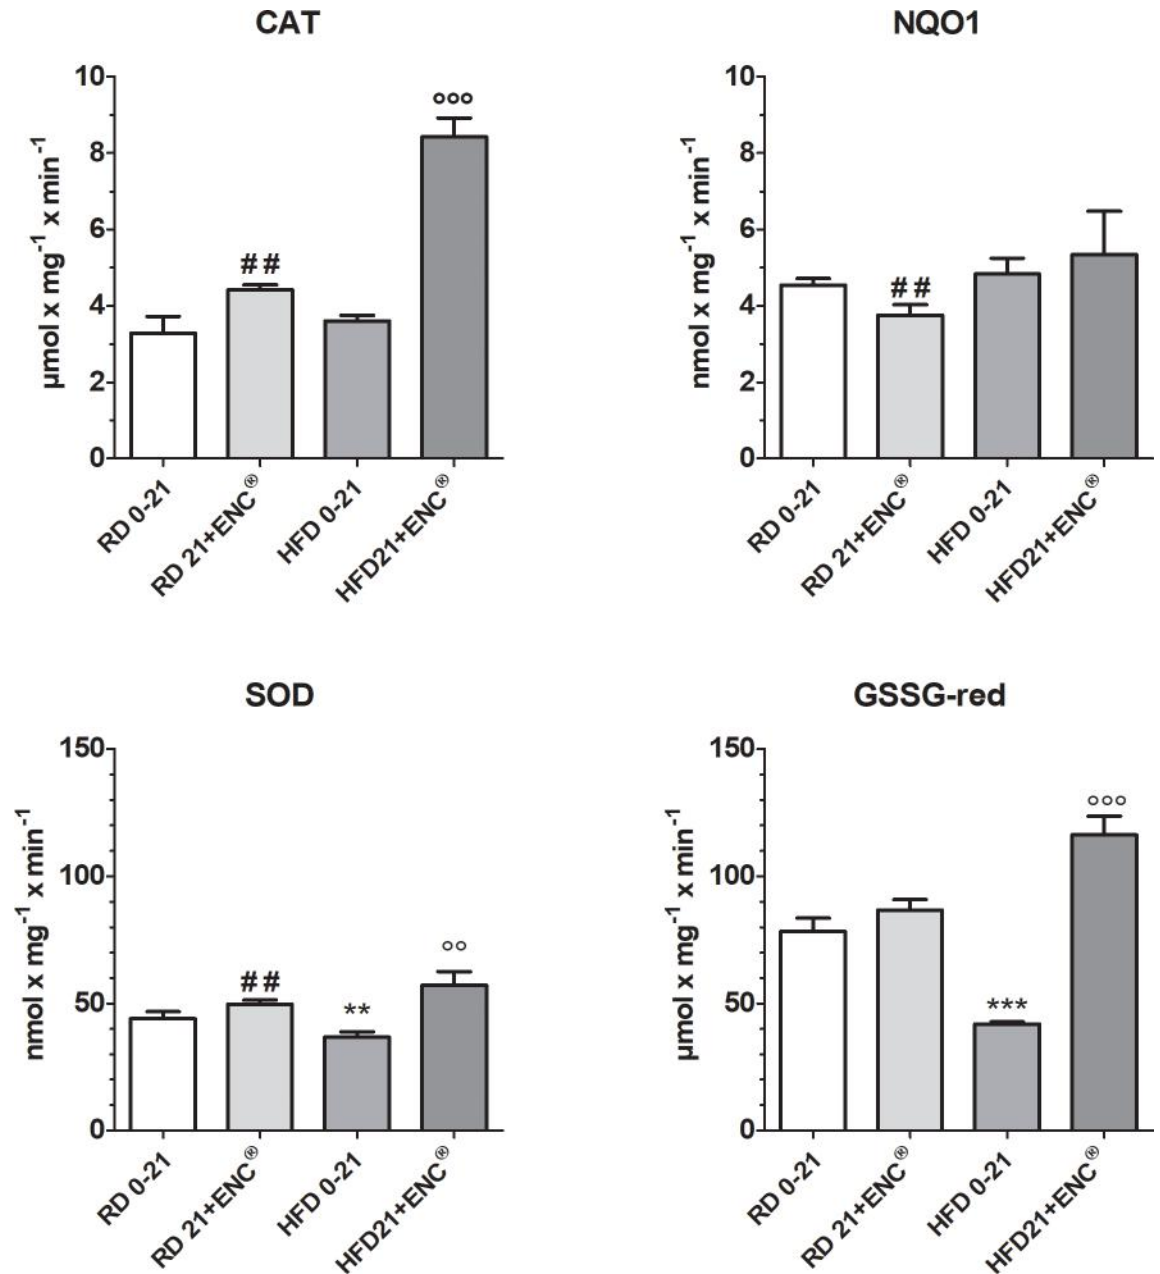 CAT
10
8
6
4
2
0
µmol x mg⁻¹ x min⁻¹
##
°°°
RD 0-21
RD 21+ENC®
HFD 0-21
HFD21+ENC®
NQO1
10
8
6
4
2
0
nmol x mg⁻¹ x min⁻¹
##
RD 0-21
RD 21+ENC®
HFD 0-21
HFD21+ENC®
SOD
150
100
50
0
nmol x mg⁻¹ x min⁻¹
##
**
°°
RD 0-21
RD 21+ENC®
HFD 0-21
HFD21+ENC®
GSSG-red
150
100
50
0
µmol x mg⁻¹ x min⁻¹
***
°°°
RD 0-21
RD 21+ENC®
HFD 0-21
HFD21+ENC®